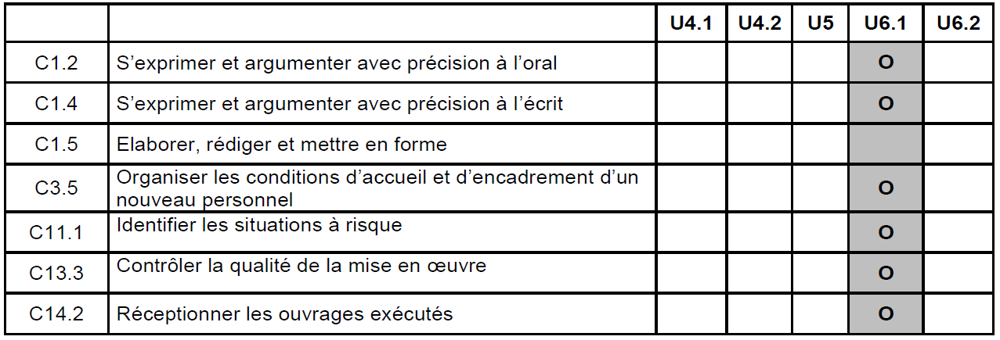 U4.1 U4.2 U5 U6.1 U6.2
C1.2 S’exprimer et argumenter avec précision à l’oral O
C1.4 S’exprimer et argumenter avec précision à l’écrit O
C1.5 Elaborer, rédiger et mettre en forme
C3.5 Organiser les conditions d’accueil et d’encadrement d’un
nouveau personnel O
C11.1 Identifier les situations à risque O
C13.3 Contrôler la qualité de la mise en œuvre O
C14.2 Réceptionner les ouvrages exécutés O